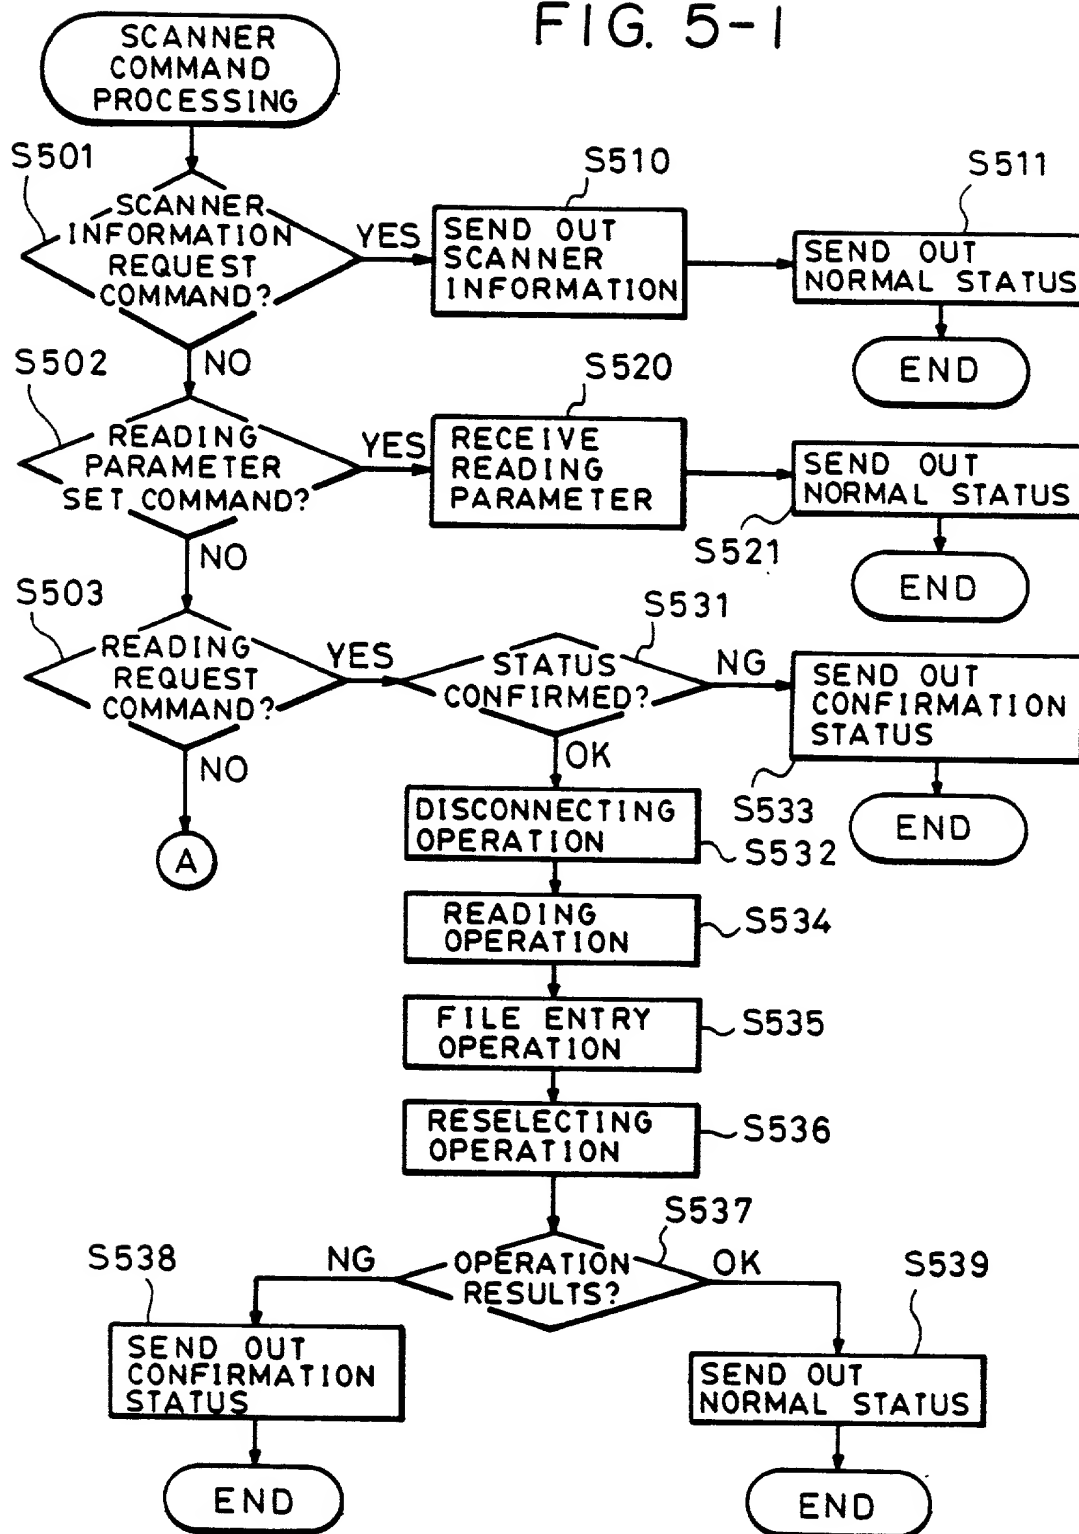 FIG. 5-1
SCANNER
COMMAND
PROCESSING
S501
SCANNER
INFORMATION
REQUEST
COMMAND?
YES
S510
SEND OUT
SCANNER
INFORMATION
S511
SEND OUT
NORMAL STATUS
END
NO
S502
READING
PARAMETER
SET COMMAND?
YES
S520
RECEIVE
READING
PARAMETER
SEND OUT
NORMAL STATUS
S521
END
NO
S503
READING
REQUEST
COMMAND?
YES
S531
STATUS
CONFIRMED?
NG
SEND OUT
CONFIRMATION
STATUS
S533
END
NO
A
OK
DISCONNECTING
OPERATION
S532
READING
OPERATION
S534
FILE ENTRY
OPERATION
S535
RESELECTING
OPERATION
S536
S537
OPERATION
RESULTS?
NG
OK
S538
SEND OUT
CONFIRMATION
STATUS
END
S539
SEND OUT
NORMAL STATUS
END